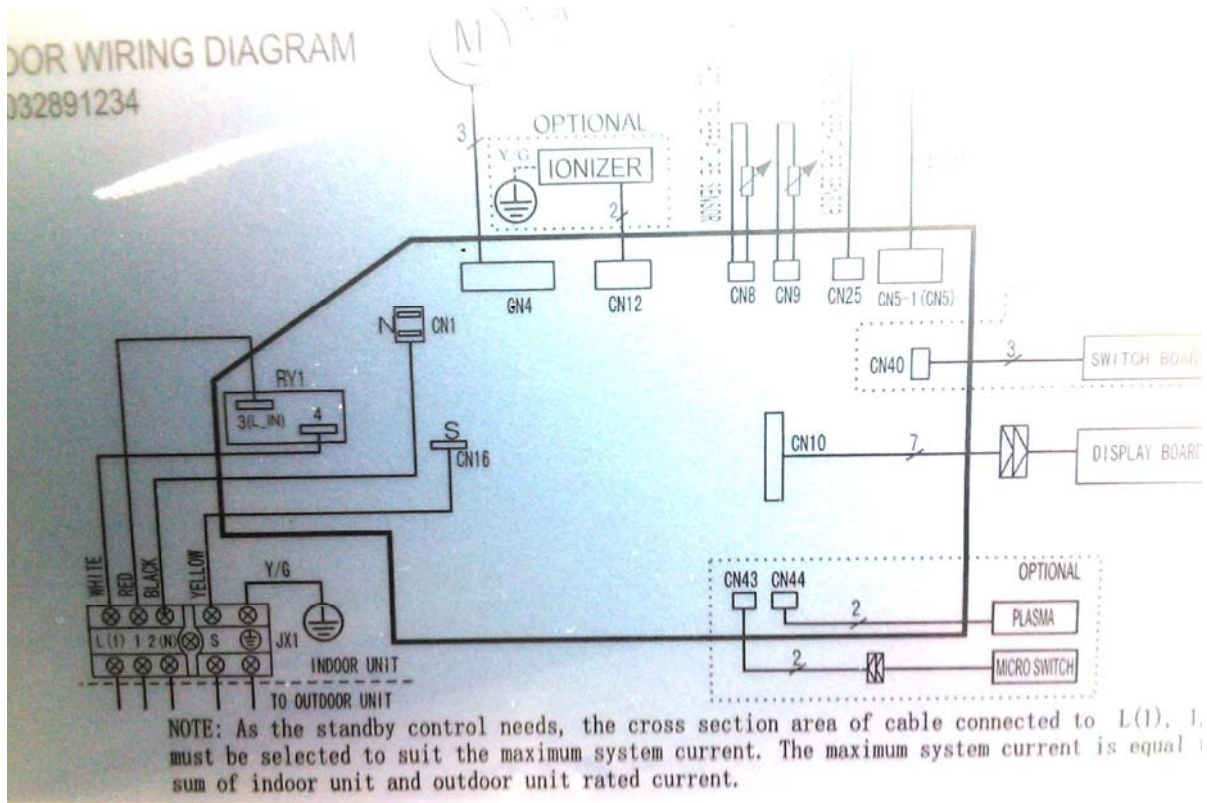 OOR WIRING DIAGRAM
032891234
M
3
OPTIONAL
Y/G
IONIZER
2
SENSOR
SENSOR
GN4
CN12
CN8
CN9
CN25
CN5-1(CN5)
N
CN1
CN40
3
SWITCH BOARD
RY1
3(L_IN)
4
S
CN16
CN10
7
DISPLAY BOARD
WHITE
RED
BLACK
YELLOW
Y/G
L(1) 1 2(N) S
JX1
INDOOR UNIT
TO OUTDOOR UNIT
OPTIONAL
CN43
CN44
2
PLASMA
2
MICRO SWITCH
NOTE: As the standby control needs, the cross section area of cable connected to L(1), 1,
must be selected to suit the maximum system current. The maximum system current is equal
sum of indoor unit and outdoor unit rated current.